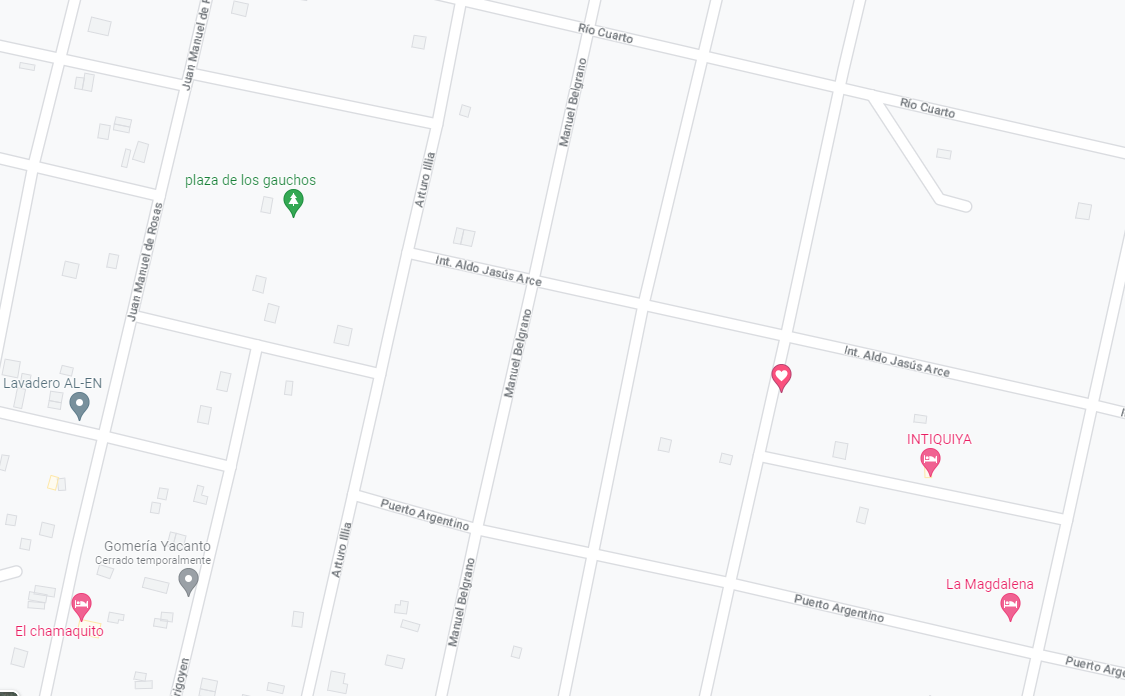 Juan Manuel de R
Río Cuarto
Manuel Belgrano
Río Cuarto
Arturo Illia
plaza de los gauchos
Juan Manuel de Rosas
Int. Aldo Jasús Arce
Manuel Belgrano
Int. Aldo Jasús Arce
Lavadero AL-EN
INTIQUIYA
Puerto Argentino
Arturo Illia
Gomería Yacanto
Cerrado temporalmente
Manuel Belgrano
La Magdalena
Puerto Argentino
El chamaquito
rigoyen
Puerto Arge